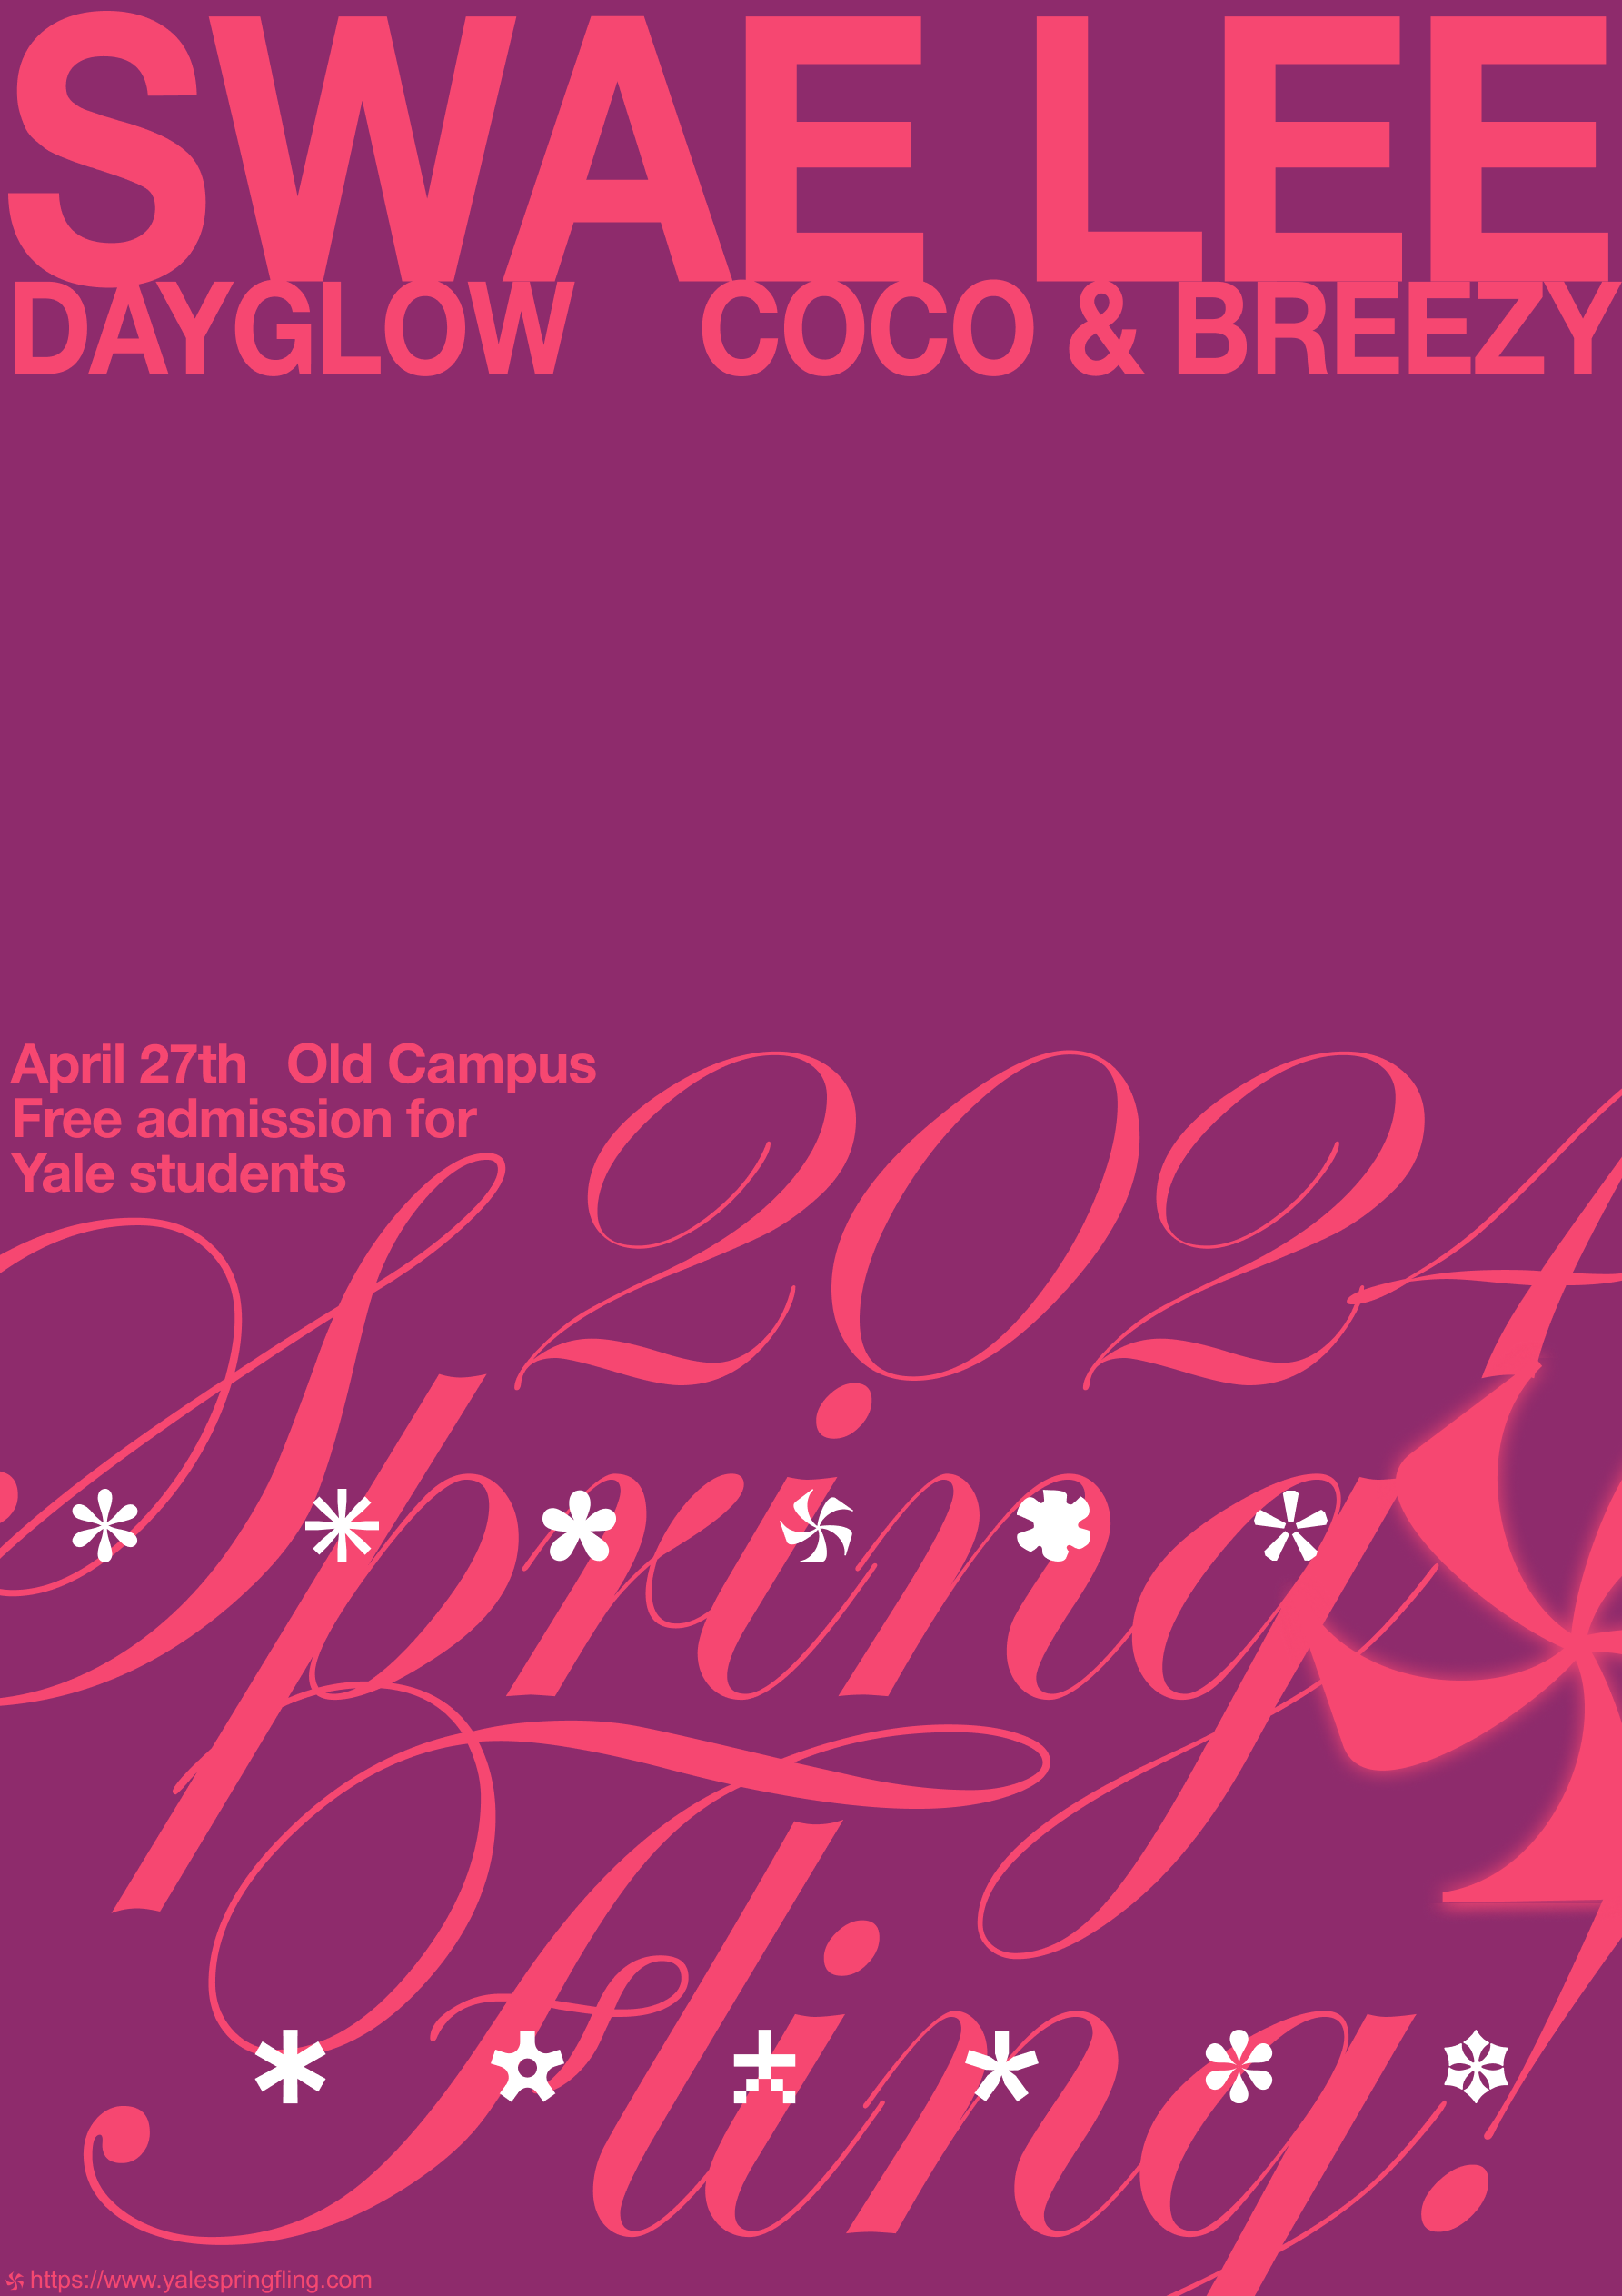 SWAE LEE
DAYGLOW COCO & BREEZY
April 27th Old Campus
Free admission for
Yale students
2024
Spring
Fling!
https://www.yalespringfling.com